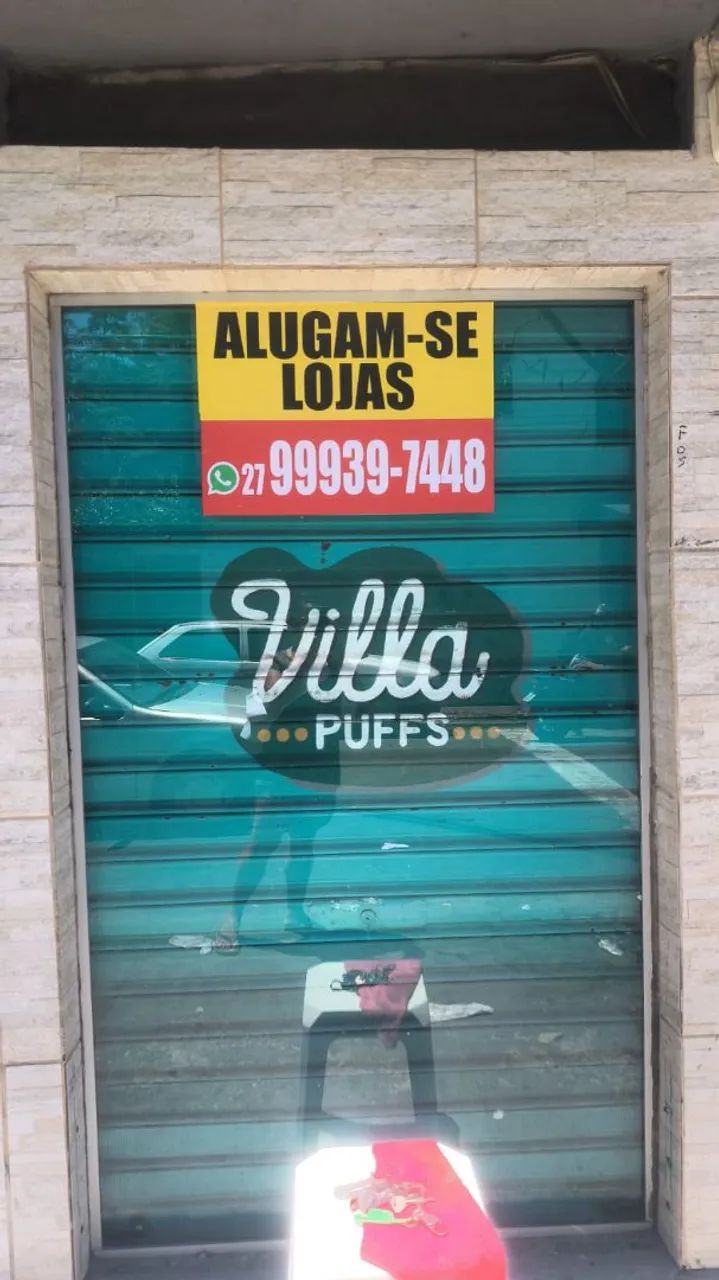 ALUGAM-SE
LOJAS
27 99939-7448
Villa
PUFFS